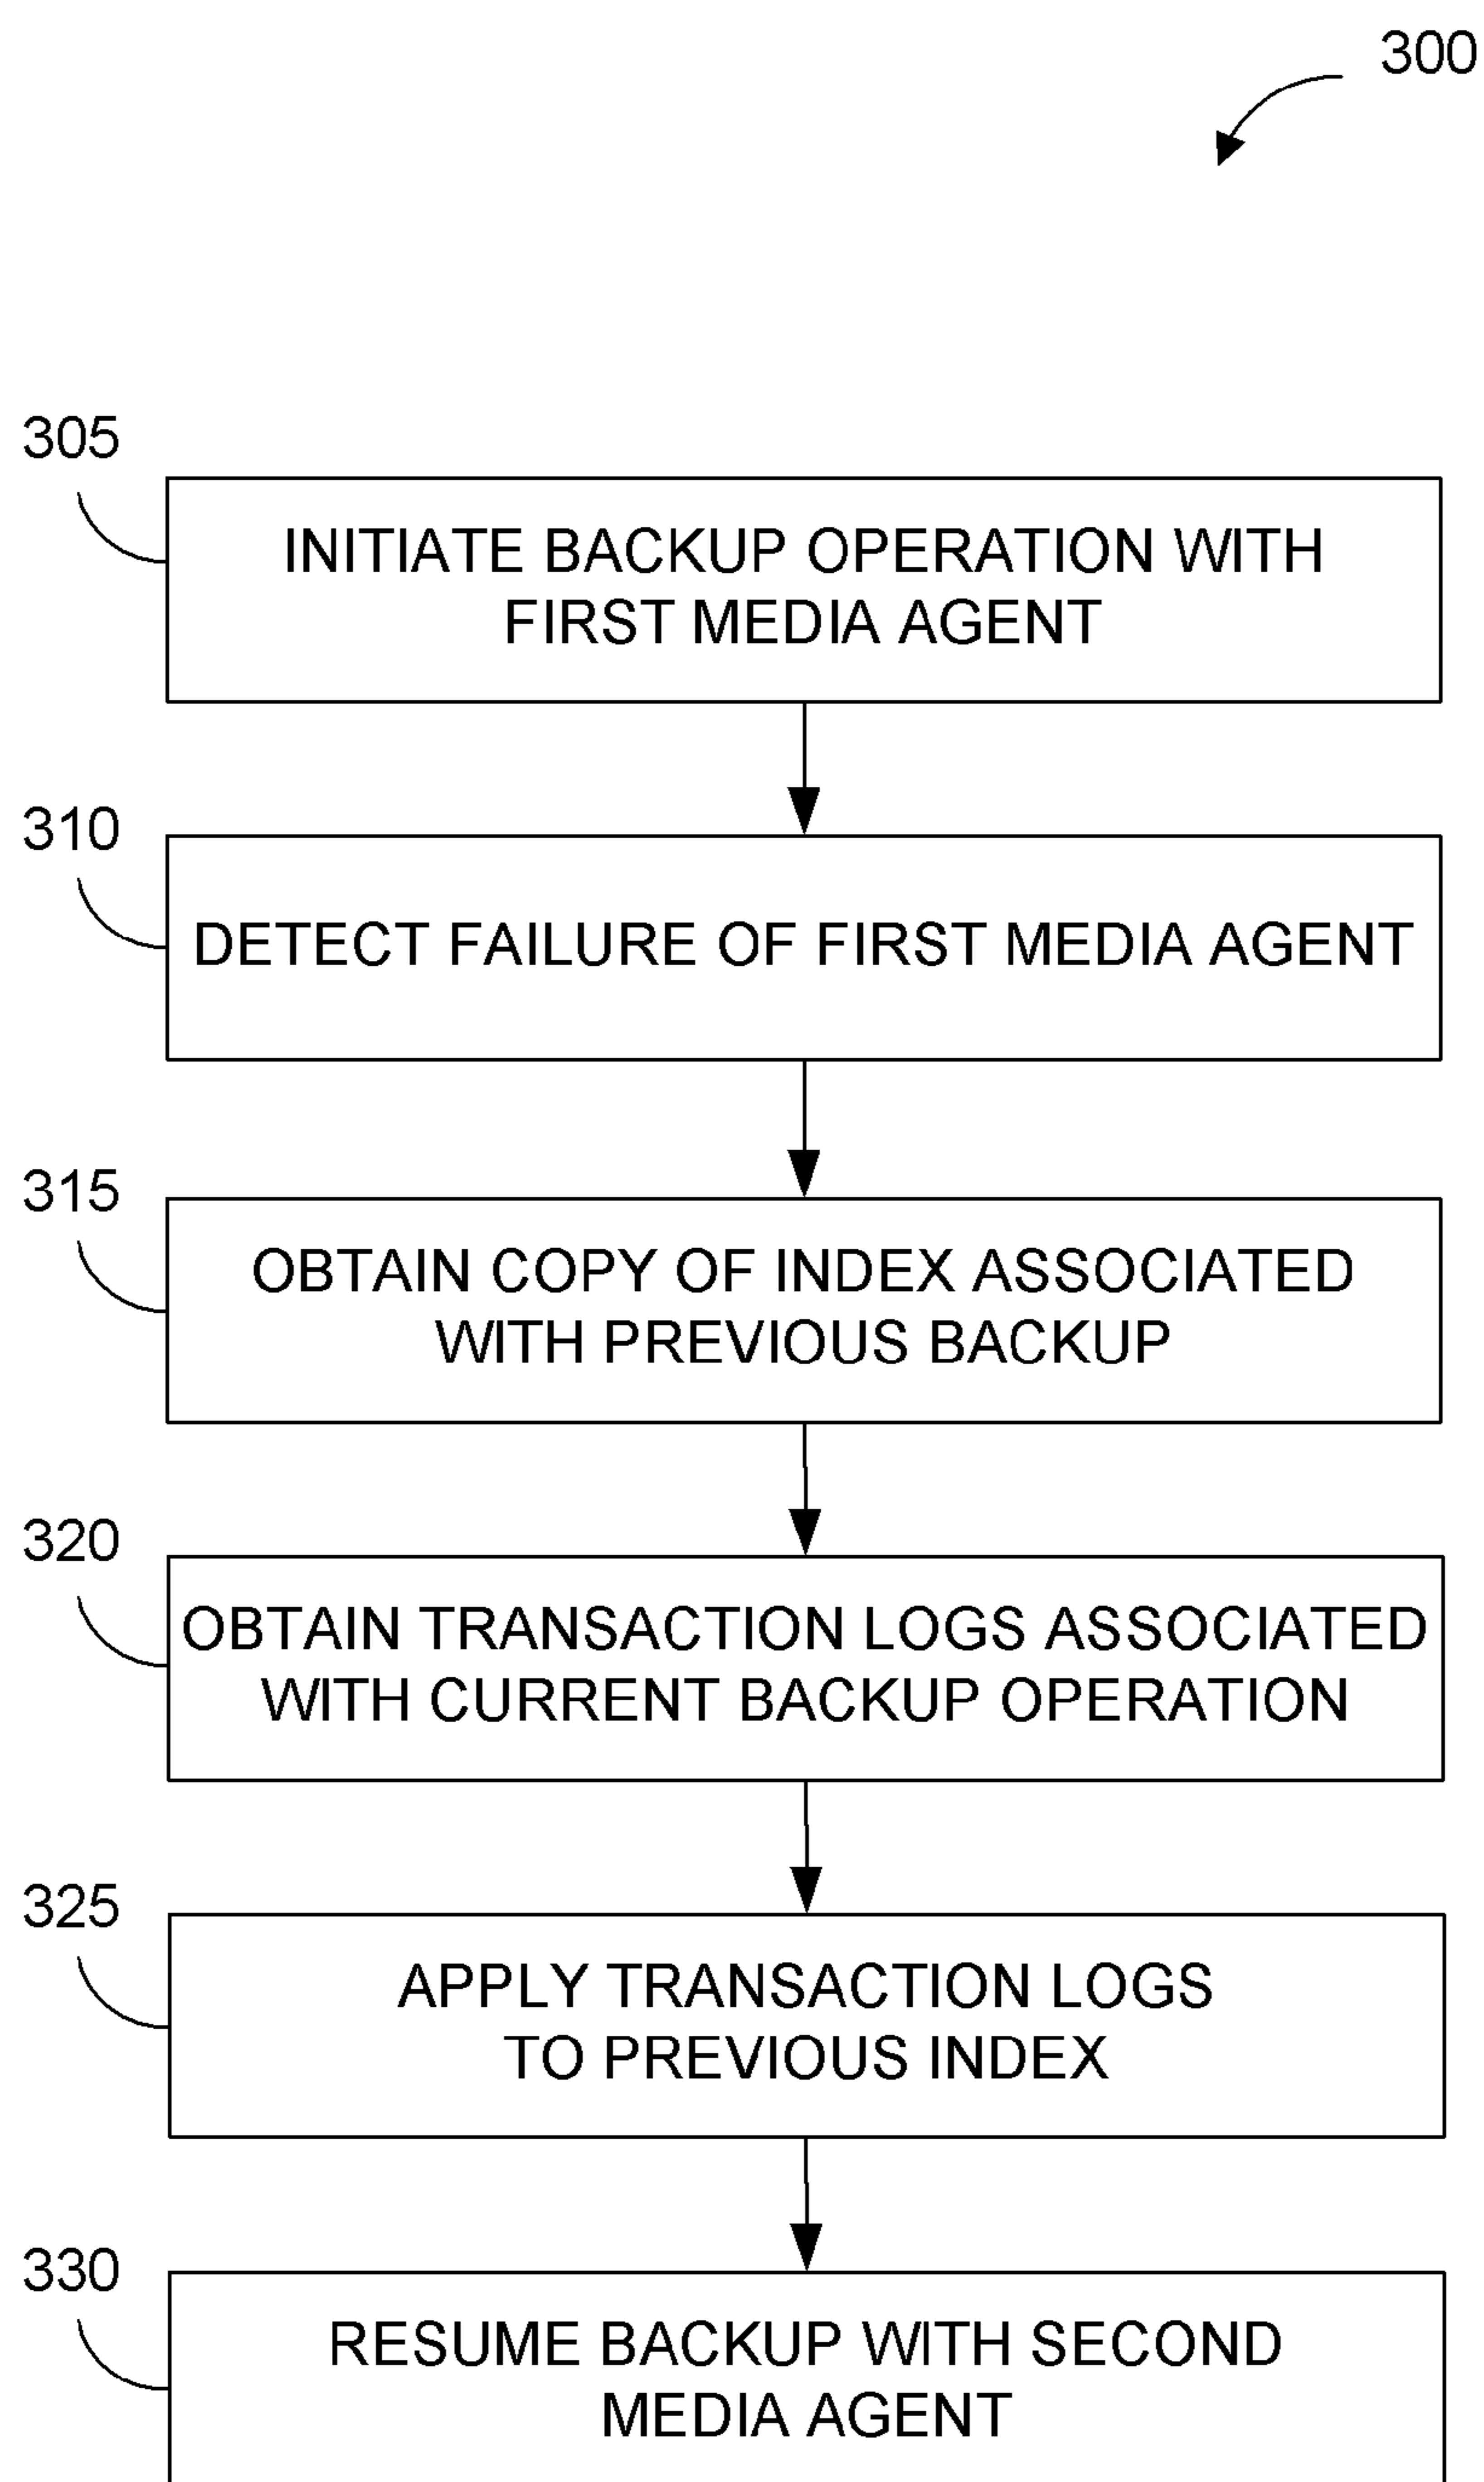 300
305
INITIATE BACKUP OPERATION WITH
FIRST MEDIA AGENT
310
DETECT FAILURE OF FIRST MEDIA AGENT
315
OBTAIN COPY OF INDEX ASSOCIATED
WITH PREVIOUS BACKUP
320
OBTAIN TRANSACTION LOGS ASSOCIATED
WITH CURRENT BACKUP OPERATION
325
APPLY TRANSACTION LOGS
TO PREVIOUS INDEX
330
RESUME BACKUP WITH SECOND
MEDIA AGENT